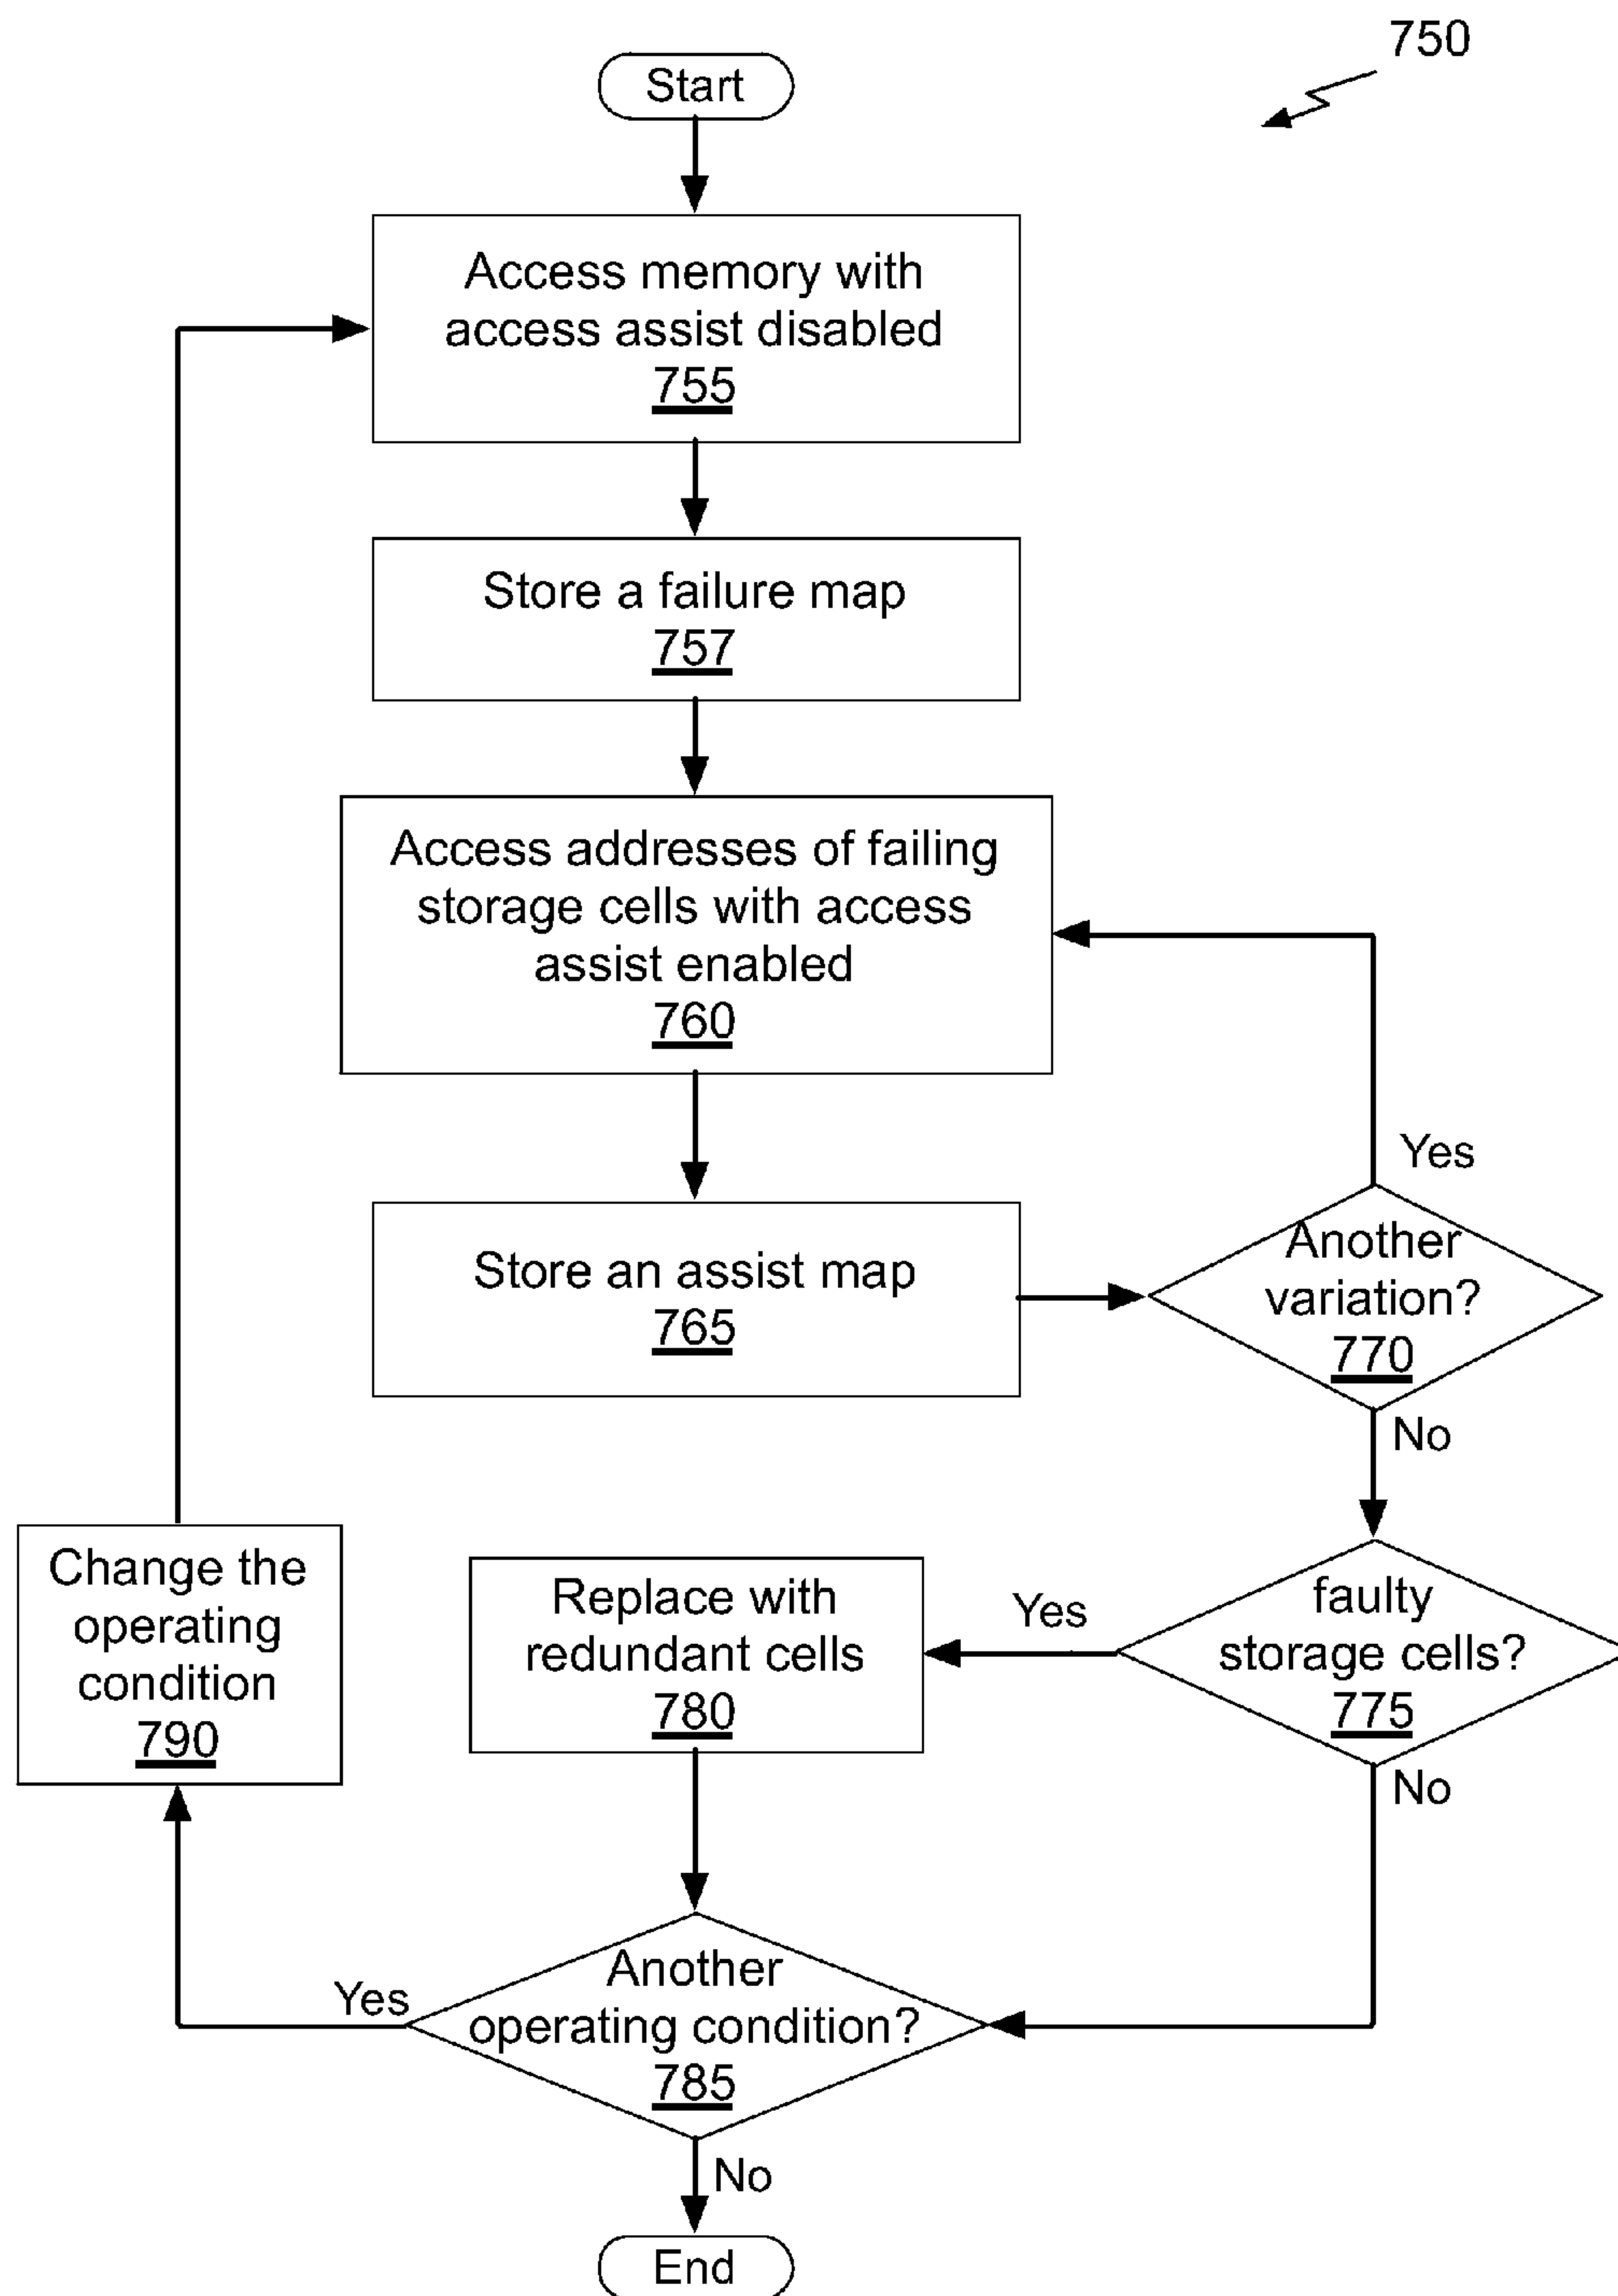 750
Start
Access memory with
access assist disabled
755
Store a failure map
757
Access addresses of failing
storage cells with access
assist enabled
760
Yes
Store an assist map
765
Another
variation?
770
No
Change the
operating
condition
790
Replace with
redundant cells
780
Yes
faulty
storage cells?
775
No
Yes
Another
operating condition?
785
No
End